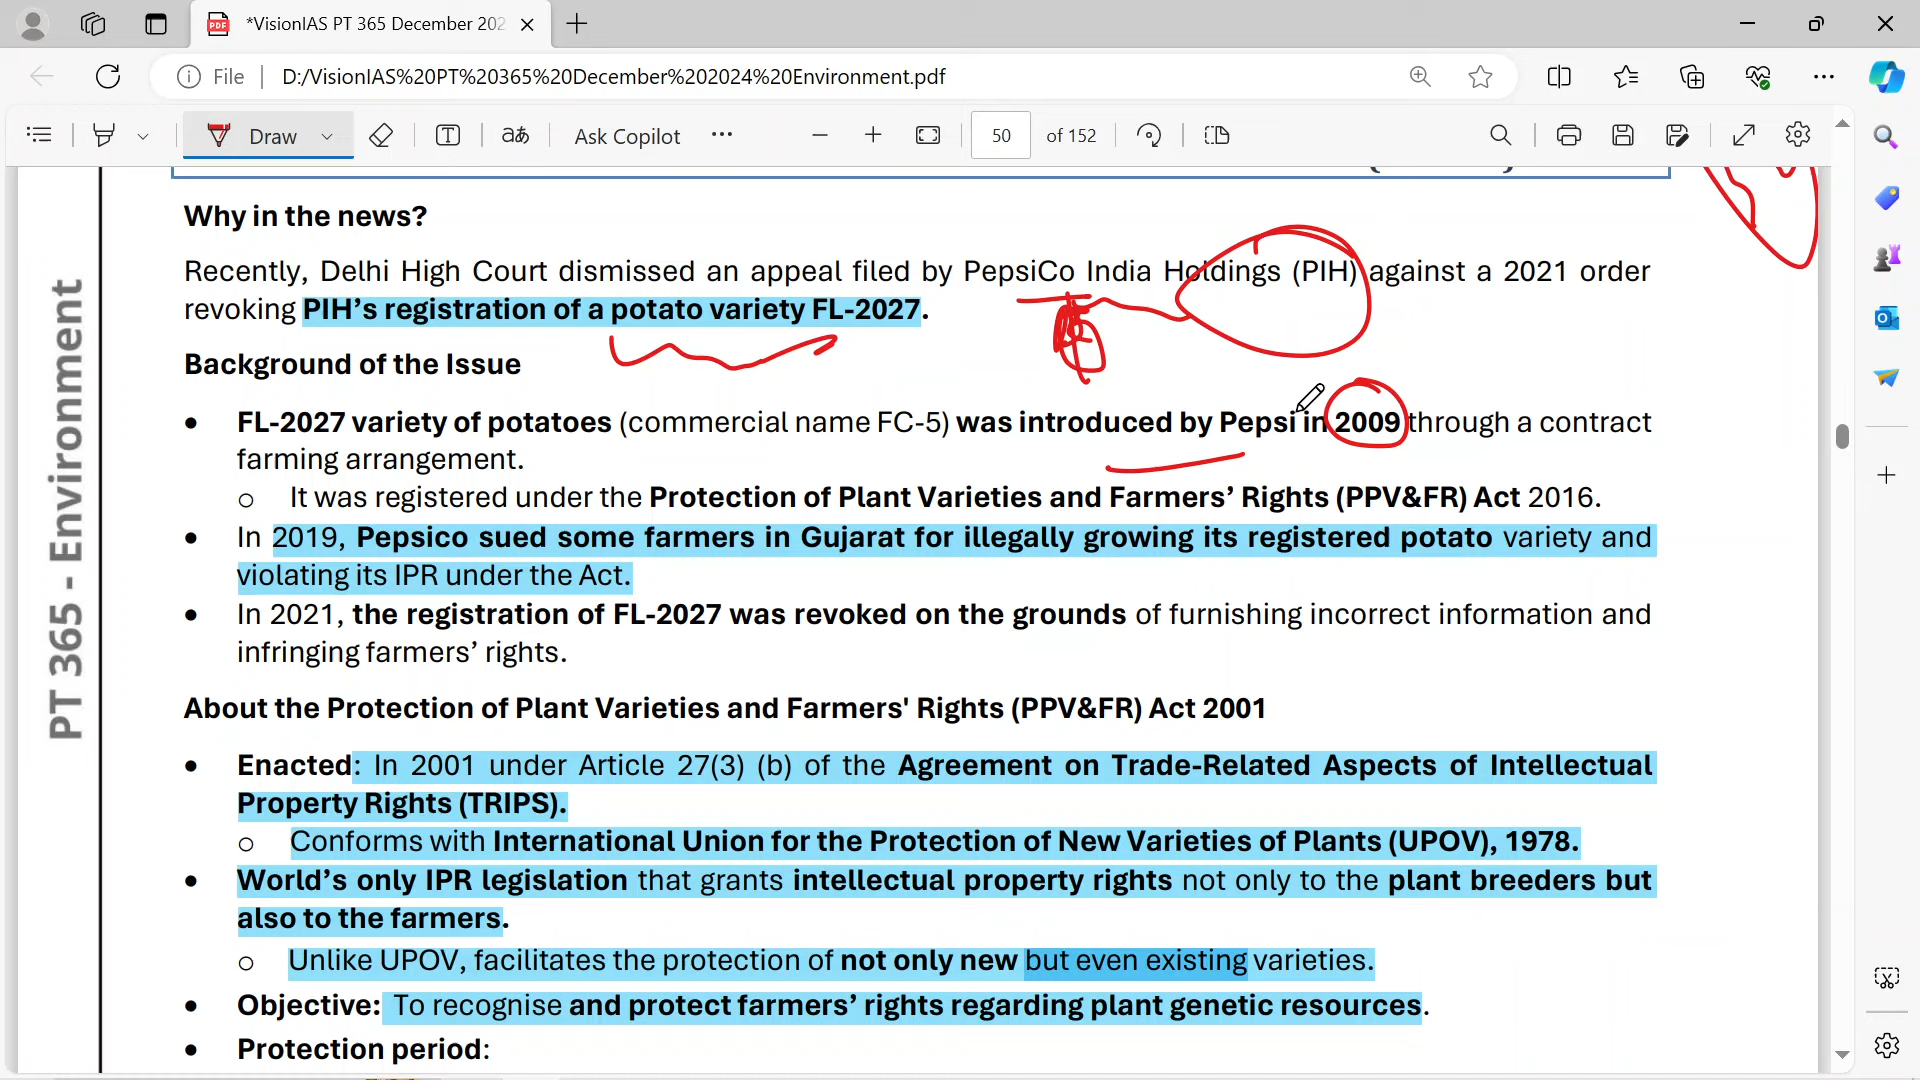 *VisionIAS PT 365 December 202
File
D:/VisionIAS%20PT%20365%20December%202024%20Environment.pdf
Draw
aあ
Ask Copilot
50 of 152
Why in the news?
Recently, Delhi High Court dismissed an appeal filed by PepsiCo India Holdings (PIH) against a 2021 order
revoking PIH’s registration of a potato variety FL-2027.
Background of the Issue
● FL-2027 variety of potatoes (commercial name FC-5) was introduced by Pepsi in 2009 through a contract
farming arrangement.
○ It was registered under the Protection of Plant Varieties and Farmers’ Rights (PPV&FR) Act 2016.
● In 2019, Pepsico sued some farmers in Gujarat for illegally growing its registered potato variety and
violating its IPR under the Act.
● In 2021, the registration of FL-2027 was revoked on the grounds of furnishing incorrect information and
infringing farmers’ rights.
About the Protection of Plant Varieties and Farmers' Rights (PPV&FR) Act 2001
● Enacted: In 2001 under Article 27(3) (b) of the Agreement on Trade-Related Aspects of Intellectual
Property Rights (TRIPS).
○ Conforms with International Union for the Protection of New Varieties of Plants (UPOV), 1978.
● World’s only IPR legislation that grants intellectual property rights not only to the plant breeders but
also to the farmers.
○ Unlike UPOV, facilitates the protection of not only new but even existing varieties.
● Objective: To recognise and protect farmers’ rights regarding plant genetic resources.
● Protection period:
PT 365 - Environment